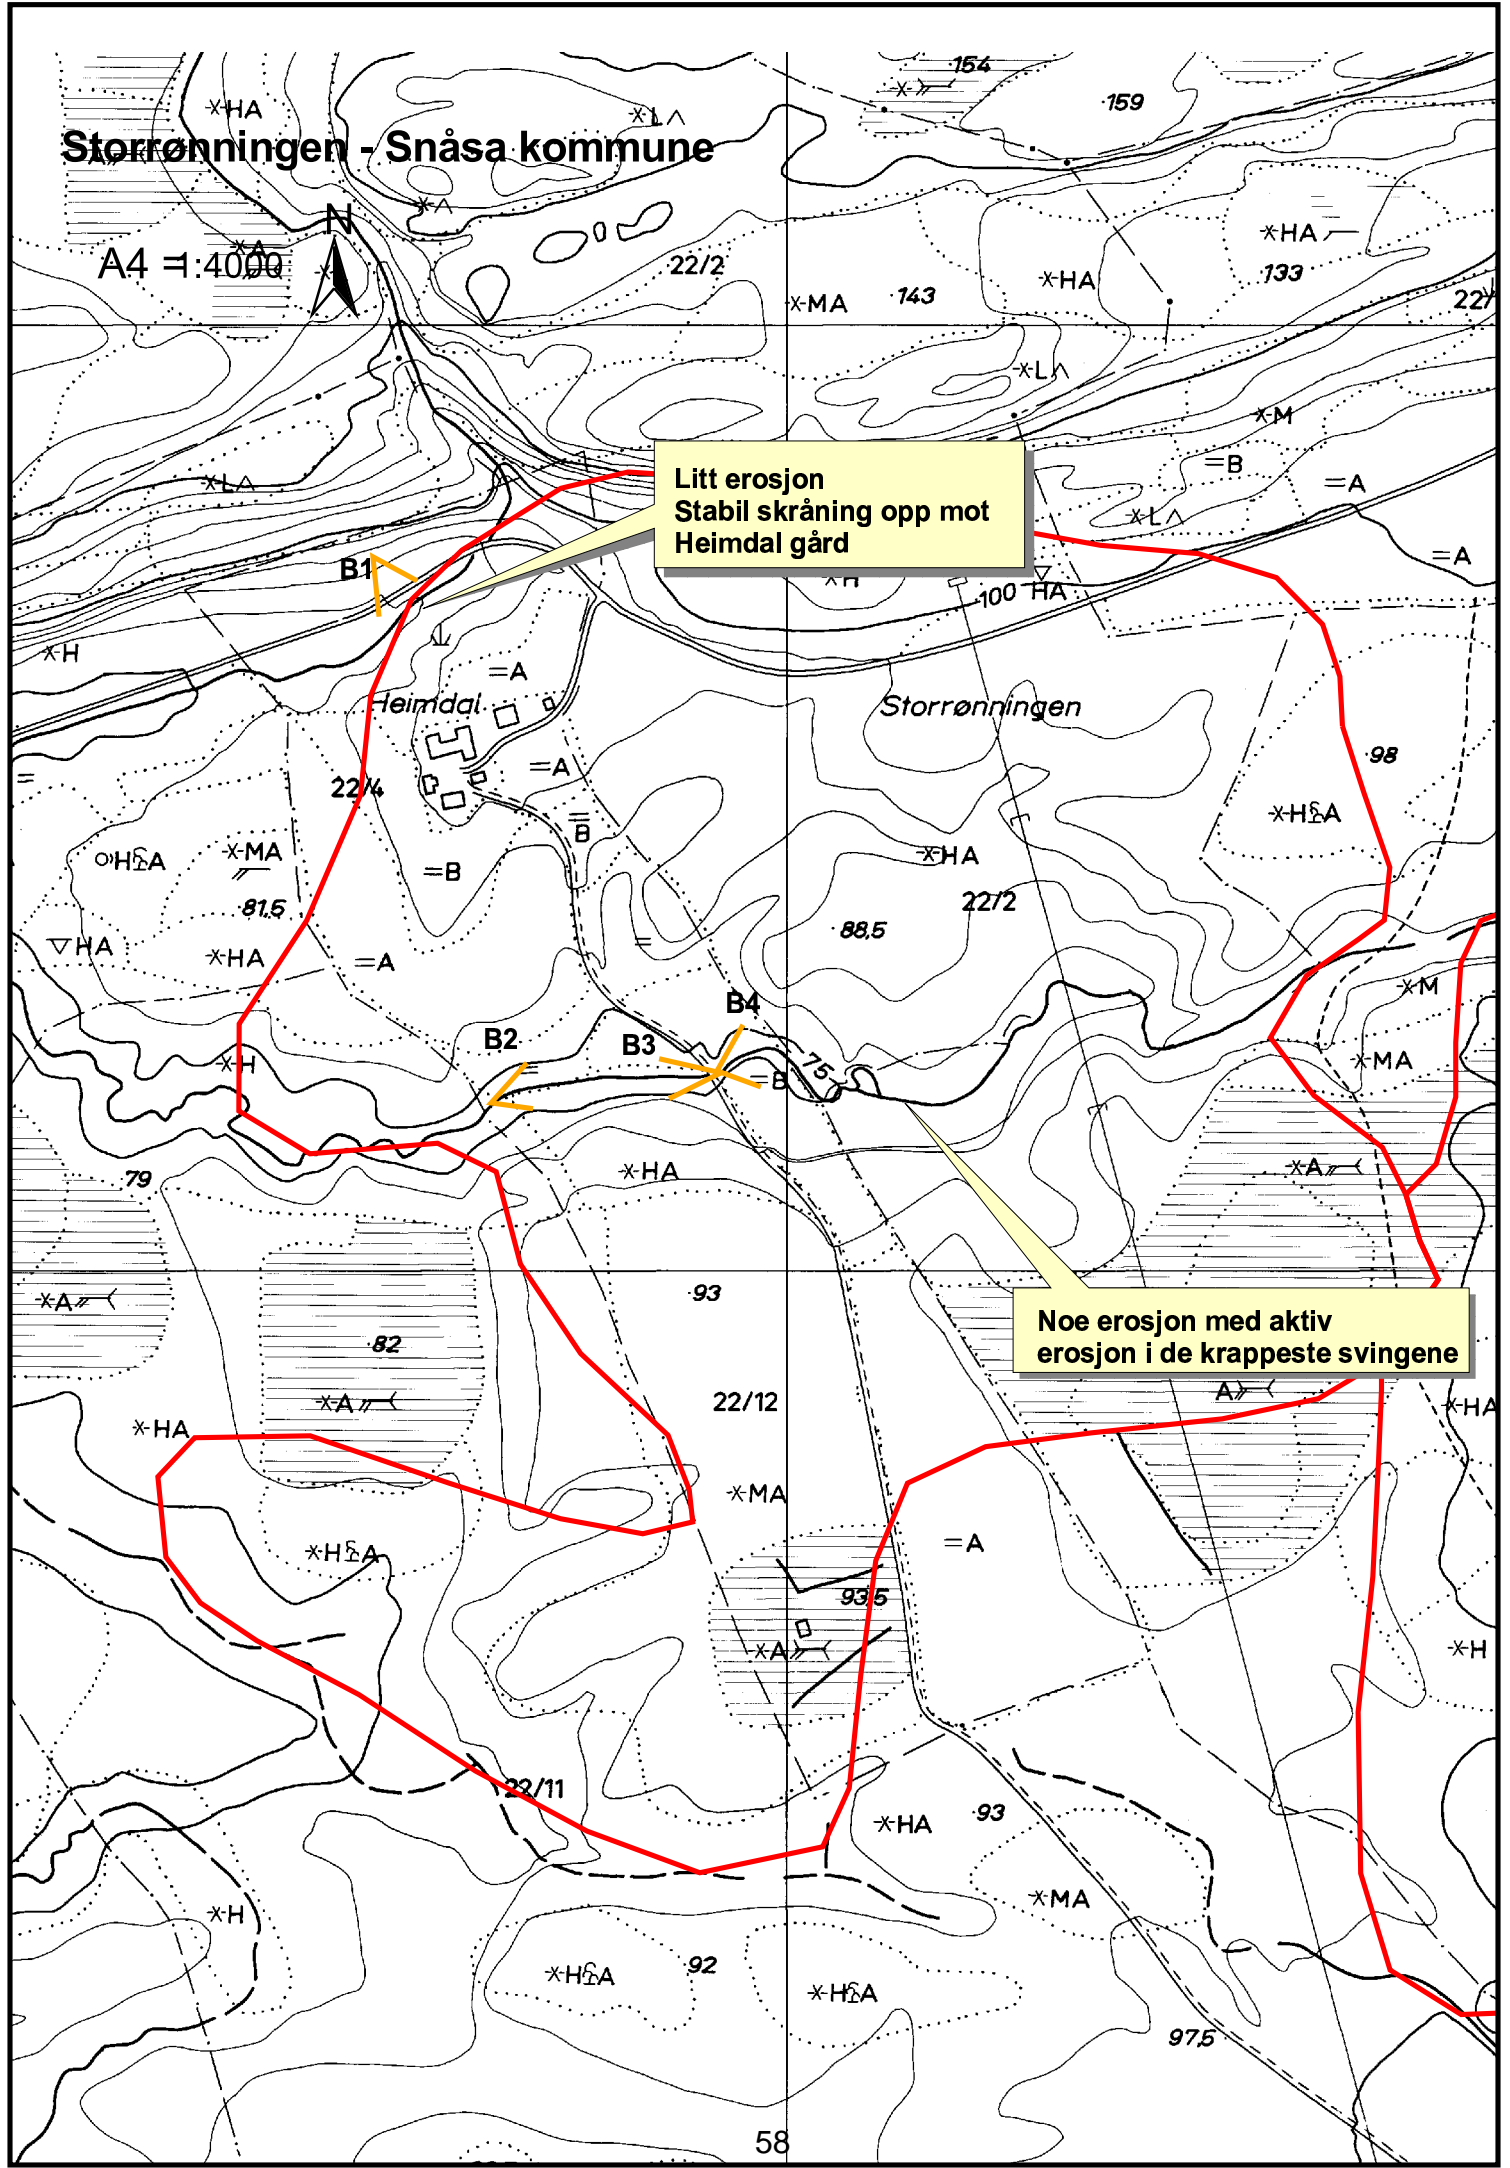 154
159
HA
L
Storrønningen - Snåsa kommune
A
N
HA
A
A4 =1:4000
22/2
HA
133
143
MA
22/
L
M
B
A
L
Litt erosjon
Stabil skråning opp mot
Heimdal gård
L
A
B1
H
100
HA
H
A
Heimdal
Storrønningen
98
A
22/4
H A
B
H A
MA
HA
B
81,5
22/2
88,5
HA
HA
A
M
B4
B2
B3
H
B
75
MA
79
HA
A
93
A
Noe erosjon med aktiv
erosjon i de krappeste svingene
82
A
A
22/12
HA
HA
MA
H A
A
93,5
A
H
22/11
HA
93
MA
H
H A
92
H A
97,5
58